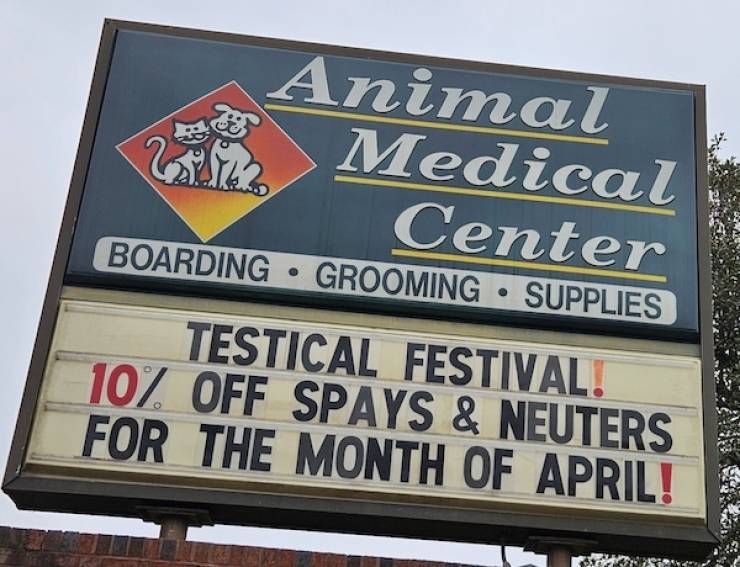 Animal
Medical
Center
BOARDING • GROOMING • SUPPLIES
TESTICAL FESTIVAL!
10% OFF SPAYS & NEUTERS
FOR THE MONTH OF APRIL!